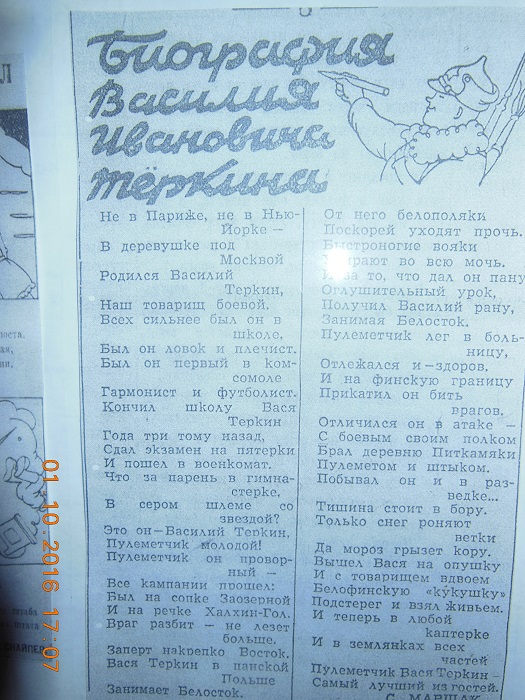 Биография
Василия
Ивановича
Тёркина
Не в Париже, не в Нью-
Йорке —
В деревушке под
Москвой
Родился Василий
Теркин,
Наш товарищ боевой.
Всех сильнее был он в
школе,
Был он ловок и плечист.
Был он первый в ком-
сомоле
Гармонист и футболист.
Кончил школу Вася
Теркин
Года три тому назад,
Сдал экзамен на пятерки
И пошел в военкомат.
Что за парень в гимна-
стерке,
В сером шлеме со
звездой?
Это он—Василий Теркин,
Пулеметчик молодой!
Пулеметчик он провор-
ный —
Все кампании прошел:
Был на сопке Заозерной
И на речке Халхин-Гол.
Враг разбит — не лезет
больше,
Заперт накрепко Восток.
Вася Теркин в панской
Польше
Занимает Белосток.
От него белополяки
Поскорей уходят прочь.
Быстроногие вояки
во всю мочь.
за то, что дал он пану
Оглушительный урок,
Получил Василий рану,
Занимая Белосток.
Пулеметчик лег в боль-
ницу,
Отлежался и—здоров.
И на финскую границу
Прикатил он бить
врагов.
Отличился он в атаке —
С боевым своим полком
Брал деревню Питкамяки
Пулеметом и штыком.
Побывал он и в раз-
ведке...
Тишина стоит в бору.
Только снег роняют
ветки
Да мороз грызет кору.
Вышел Вася на опушку
И с товарищем вдвоем
Белофинскую «кукушку»
Подстерег и взял живьем.
И теперь в любой
каптерке
И в землянках всех
частей
Пулеметчик Вася Теркин—
Самый лучший из гостей.
С. МАРШАК
01.10.2016 17:07